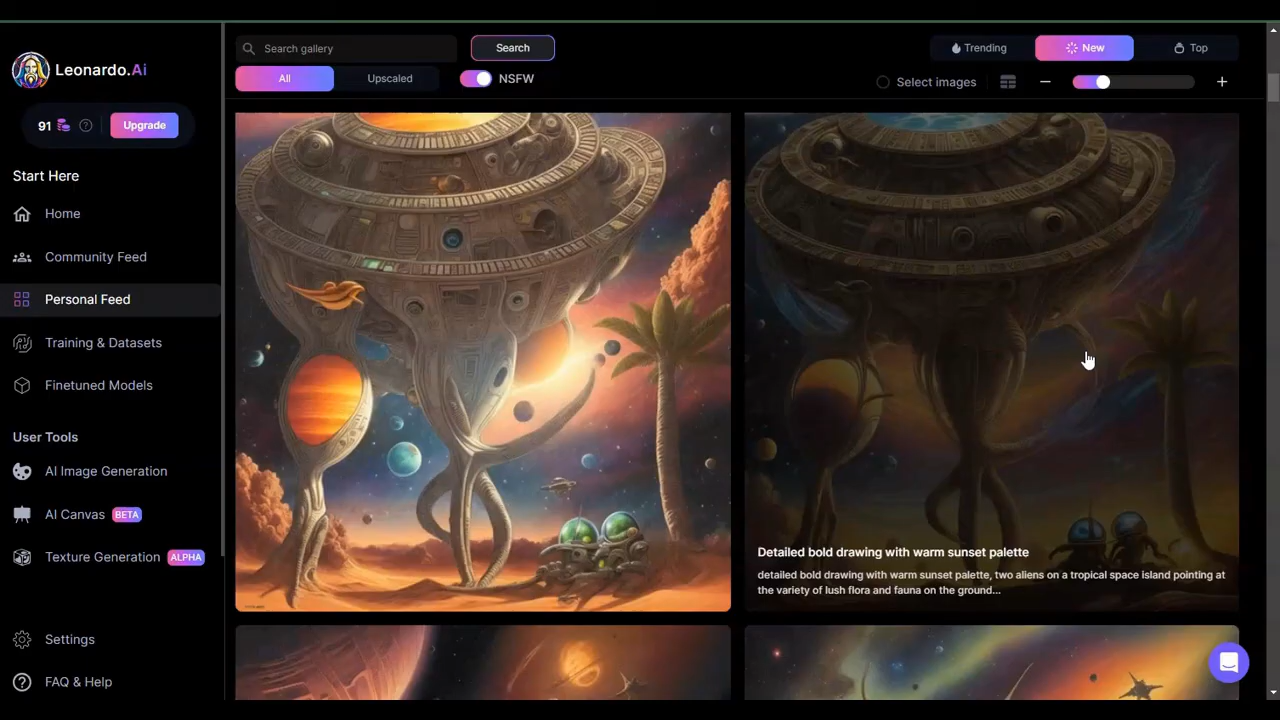 Search gallery
Search
Trending
New
Top
Leonardo.Ai
All
Upscaled
NSFW
Select images
91
Upgrade
Start Here
Home
Community Feed
Personal Feed
Training & Datasets
Finetuned Models
User Tools
AI Image Generation
AI Canvas BETA
Texture Generation ALPHA
Settings
FAQ & Help
Detailed bold drawing with warm sunset palette
detailed bold drawing with warm sunset palette, two aliens on a tropical space island pointing at
the variety of lush flora and fauna on the ground...